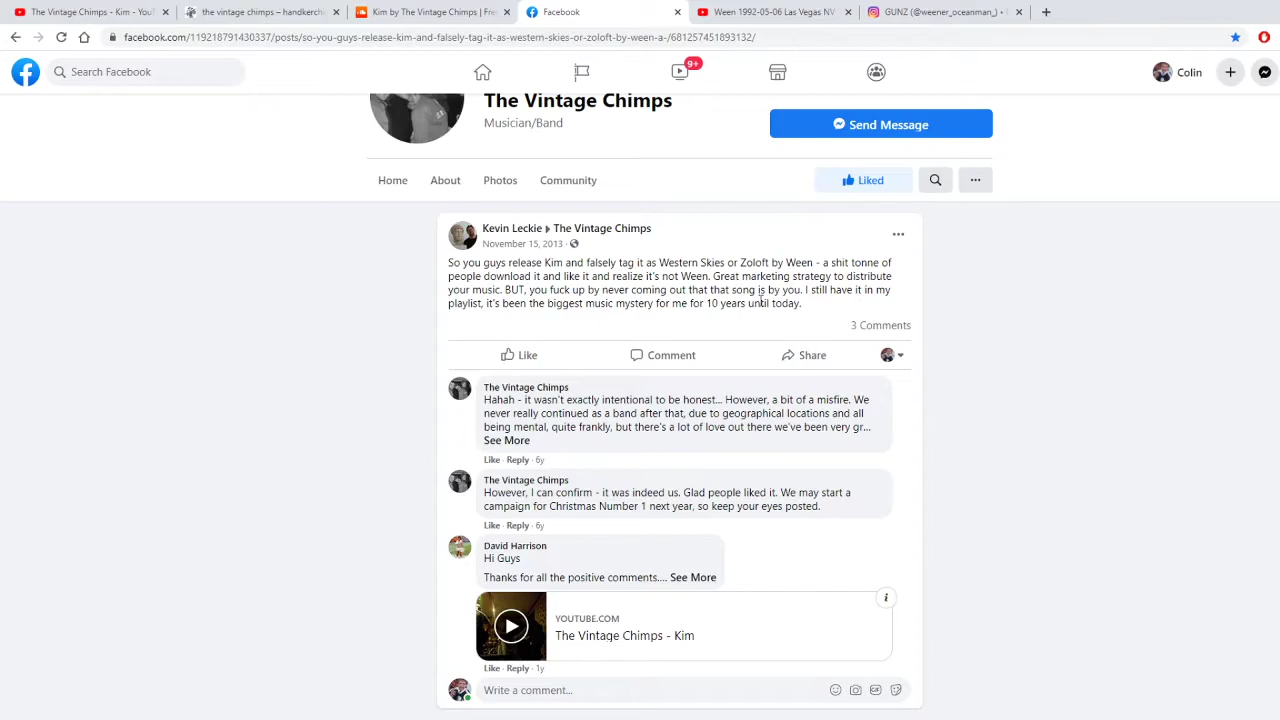 The Vintage Chimps - Kim - YouT
the vintage chimps – handkerchi
Kim by The Vintage Chimps | Fre
Facebook
Ween 1992-05-06 Las Vegas NV
GUNZ (@weener_oceanman_) •
facebook.com/119218791430337/posts/so-you-guys-release-kim-and-falsely-tag-it-as-western-skies-or-zoloft-by-ween-a-/681257451893132/
Search Facebook
9+
Colin
The Vintage Chimps
Musician/Band
Send Message
Home About Photos Community
Liked
Kevin Leckie ▸ The Vintage Chimps
November 15, 2013 ·
So you guys release Kim and falsely tag it as Western Skies or Zoloft by Ween - a shit tonne of
people download it and like it and realize it's not Ween. Great marketing strategy to distribute
your music. BUT, you fuck up by never coming out that that song is by you. I still have it in my
playlist, it's been the biggest music mystery for me for 10 years until today.
3 Comments
Like Comment Share
The Vintage Chimps
Hahah - it wasn't exactly intentional to be honest... However, a bit of a misfire. We
never really continued as a band after that, due to geographical locations and all
being mental, quite frankly, but there's a lot of love out there we've been very gr...
See More
Like · Reply · 6y
The Vintage Chimps
However, I can confirm - it was indeed us. Glad people liked it. We may start a
campaign for Christmas Number 1 next year, so keep your eyes posted.
Like · Reply · 6y
David Harrison
Hi Guys
Thanks for all the positive comments.... See More
YOUTUBE.COM
The Vintage Chimps - Kim
Like · Reply · 1y
Write a comment...
GIF